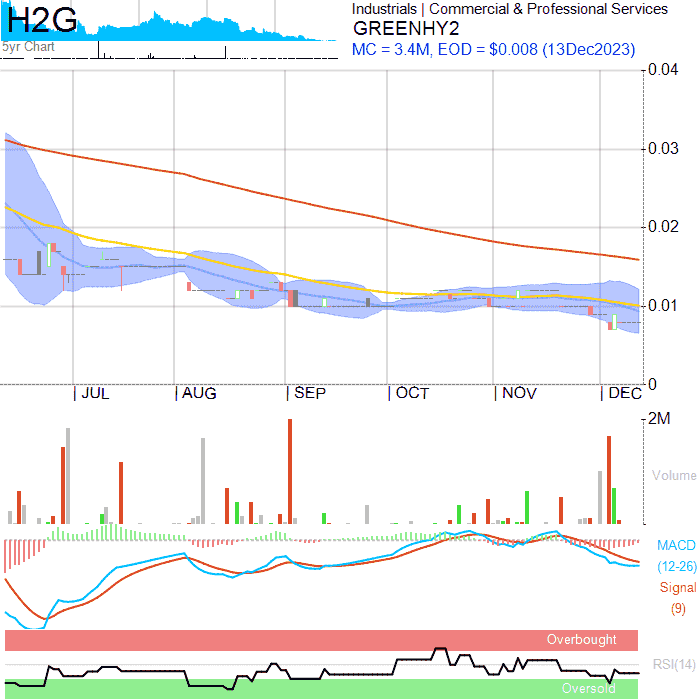 H2G
5yr Chart
Industrials | Commercial & Professional Services
GREENHY2
MC = 3.4M, EOD = $0.008 (13Dec2023)
0.04
0.03
0.02
0.01
0
| JUL | AUG | SEP | OCT | NOV | DEC
2M
Volume
MACD
(12-26)
Signal
(9)
Overbought
RSI(14)
Oversold